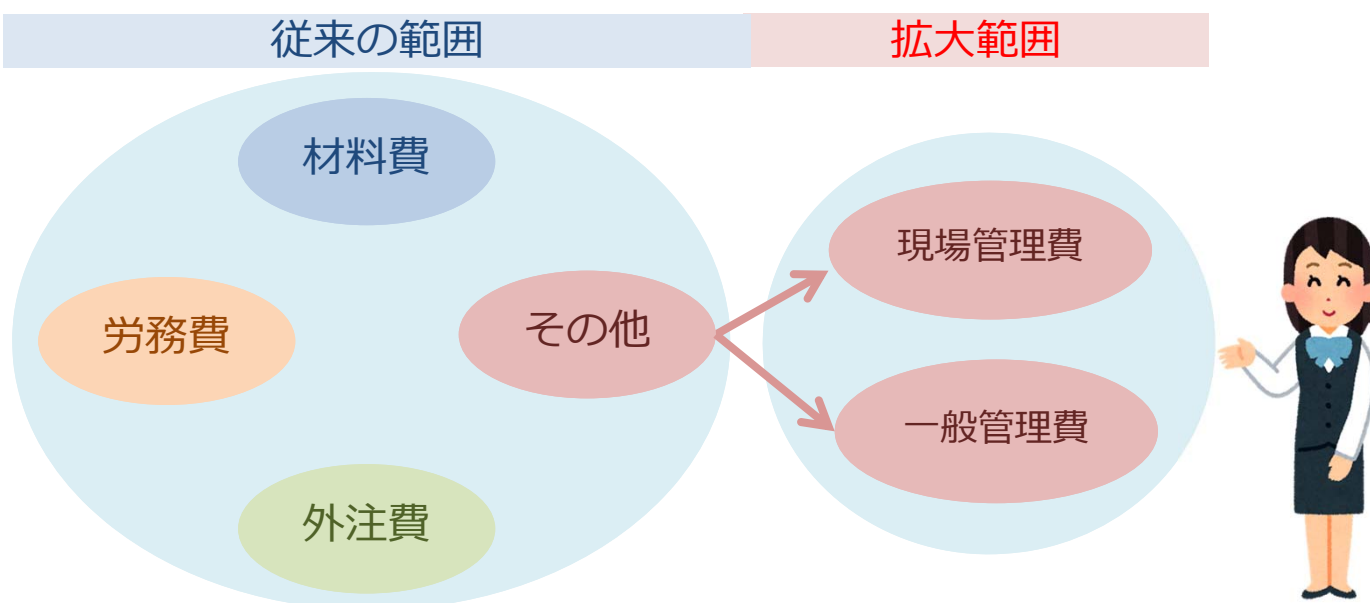 従来の範囲
拡大範囲
材料費
労務費
その他
外注費
現場管理費
一般管理費